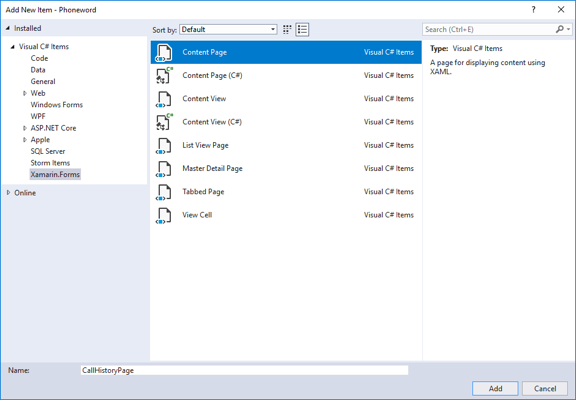 Add New Item - Phoneword
Installed
Sort by: Default
Search (Ctrl+E)
Visual C# Items
Code
Data
General
Web
Windows Forms
WPF
ASP.NET Core
Apple
SQL Server
Storm Items
Xamarin.Forms
Online
Content Page Visual C# Items
Content Page (C#) Visual C# Items
Content View Visual C# Items
Content View (C#) Visual C# Items
List View Page Visual C# Items
Master Detail Page Visual C# Items
Tabbed Page Visual C# Items
View Cell Visual C# Items
Type: Visual C# Items
A page for displaying content using
XAML.
Name: CallHistoryPage
Add Cancel